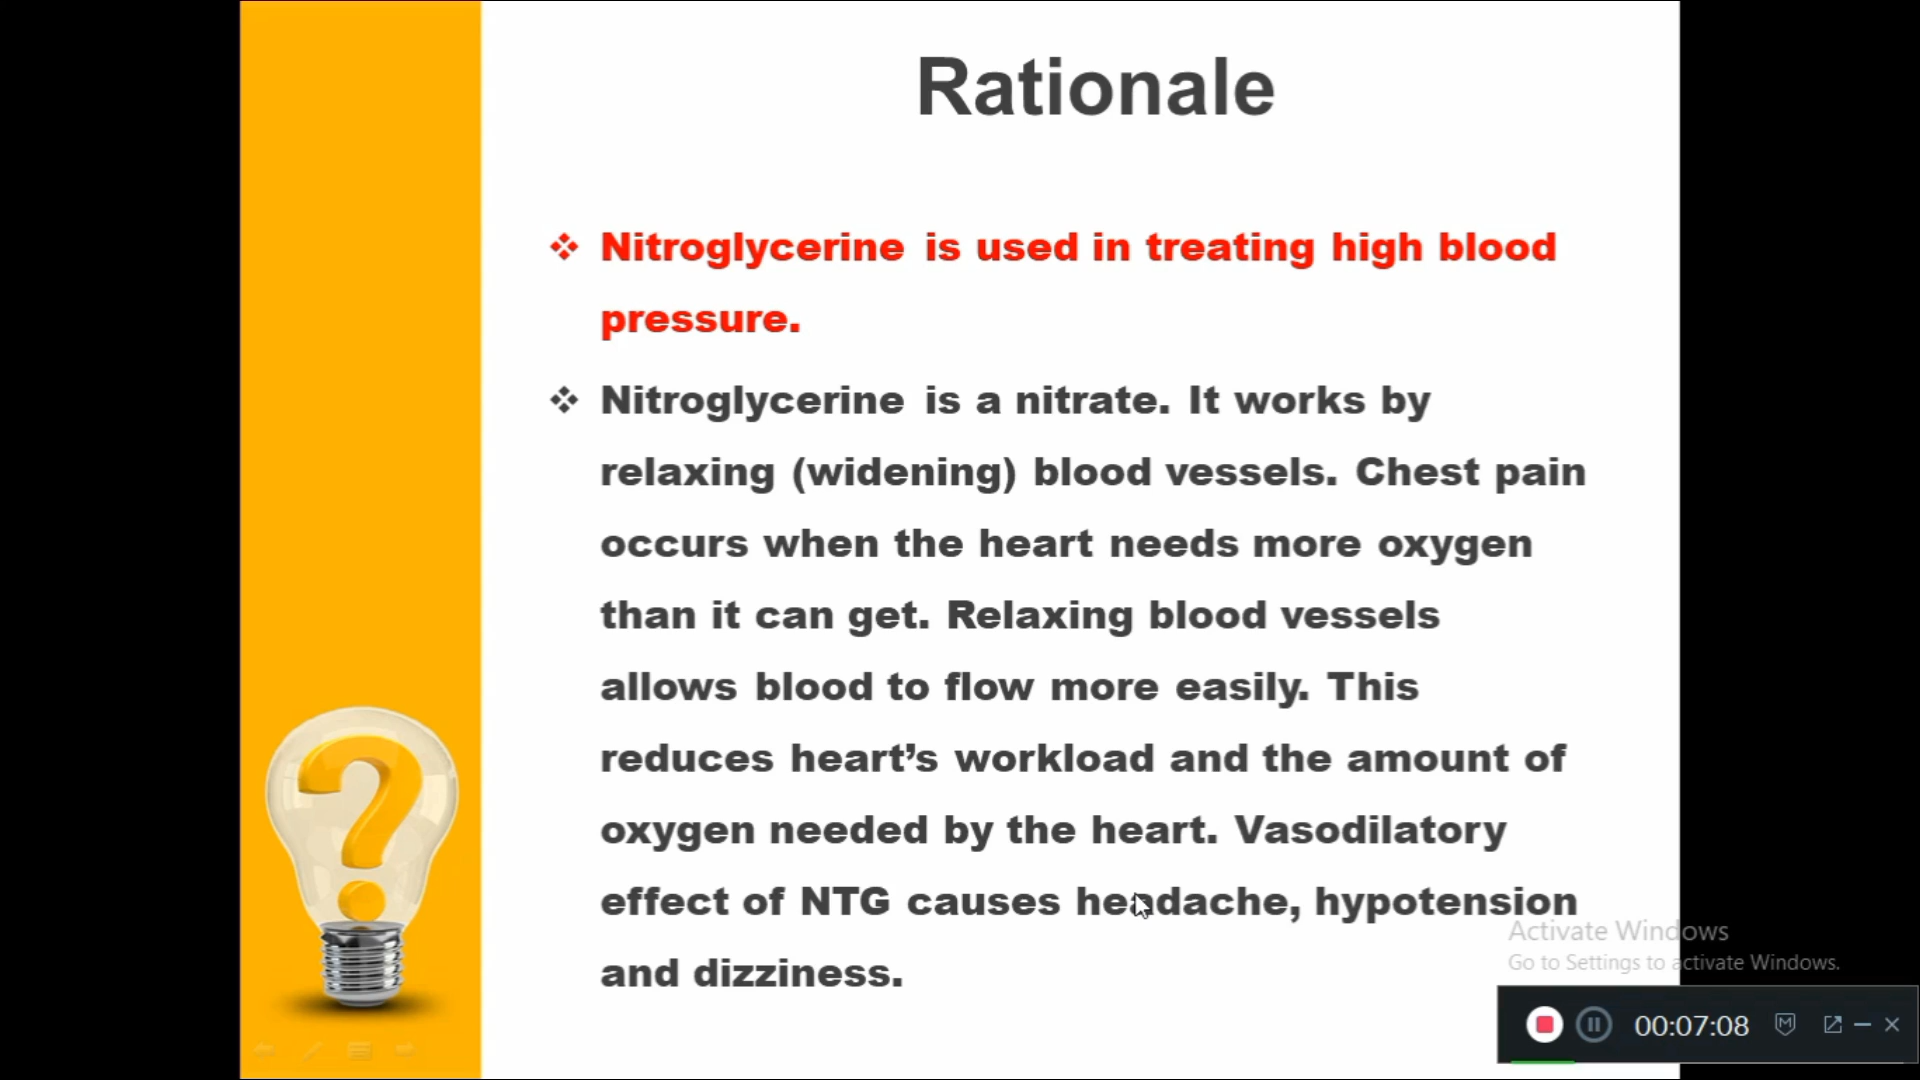 Rationale
❖ Nitroglycerine is used in treating high blood
pressure.
❖ Nitroglycerine is a nitrate. It works by
relaxing (widening) blood vessels. Chest pain
occurs when the heart needs more oxygen
than it can get. Relaxing blood vessels
allows blood to flow more easily. This
reduces heart’s workload and the amount of
oxygen needed by the heart. Vasodilatory
effect of NTG causes headache, hypotension
and dizziness.
Activate Windows
Go to Settings to activate Windows.
00:07:08